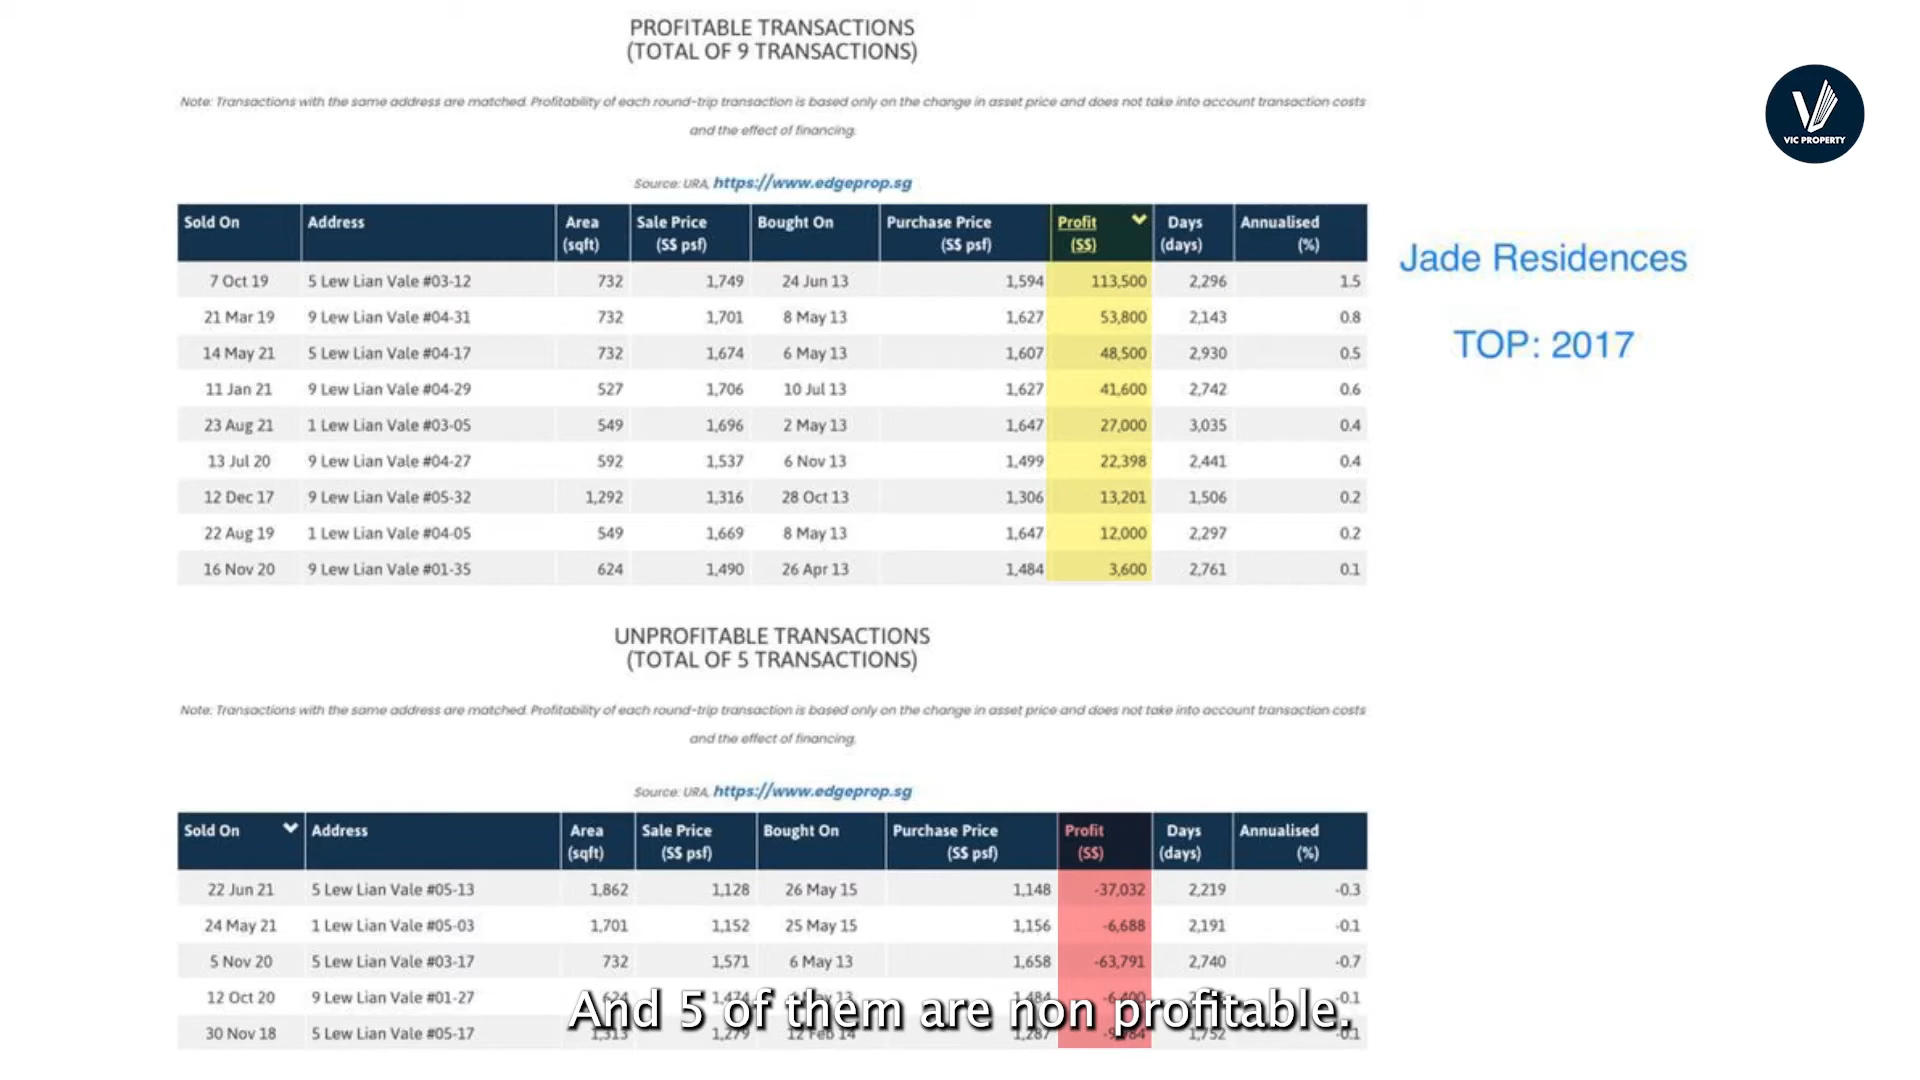 PROFITABLE TRANSACTIONS
(TOTAL OF 9 TRANSACTIONS)
Note: Transactions with the same address are matched. Profitability of each round-trip transaction is based only on the change in asset price and does not take into account transaction costs
and the effect of financing.
VIC PROPERTY
Source: URA, https://www.edgeprop.sg
Sold On Address Area (sqft) Sale Price (S$ psf) Bought On Purchase Price (S$ psf) Profit (S$) Days (days) Annualised (%)
7 Oct 19 5 Lew Lian Vale #03-12 732 1,749 24 Jun 13 1,594 113,500 2,296 1.5
21 Mar 19 9 Lew Lian Vale #04-31 732 1,701 8 May 13 1,627 53,800 2,143 0.8
14 May 21 5 Lew Lian Vale #04-17 732 1,674 6 May 13 1,607 48,500 2,930 0.5
11 Jan 21 9 Lew Lian Vale #04-29 527 1,706 10 Jul 13 1,627 41,600 2,742 0.6
23 Aug 21 1 Lew Lian Vale #03-05 549 1,696 2 May 13 1,647 27,000 3,035 0.4
13 Jul 20 9 Lew Lian Vale #04-27 592 1,537 6 Nov 13 1,499 22,398 2,441 0.4
12 Dec 17 9 Lew Lian Vale #05-32 1,292 1,316 28 Oct 13 1,306 13,201 1,506 0.2
22 Aug 19 1 Lew Lian Vale #04-05 549 1,669 8 May 13 1,647 12,000 2,297 0.2
16 Nov 20 9 Lew Lian Vale #01-35 624 1,490 26 Apr 13 1,484 3,600 2,761 0.1
Jade Residences
TOP: 2017
UNPROFITABLE TRANSACTIONS
(TOTAL OF 5 TRANSACTIONS)
Note: Transactions with the same address are matched. Profitability of each round-trip transaction is based only on the change in asset price and does not take into account transaction costs
and the effect of financing.
Source: URA, https://www.edgeprop.sg
Sold On Address Area (sqft) Sale Price (S$ psf) Bought On Purchase Price (S$ psf) Profit (S$) Days (days) Annualised (%)
22 Jun 21 5 Lew Lian Vale #05-13 1,862 1,128 26 May 15 1,148 -37,032 2,219 -0.3
24 May 21 1 Lew Lian Vale #05-03 1,701 1,152 25 May 15 1,156 -6,688 2,191 -0.1
5 Nov 20 5 Lew Lian Vale #03-17 732 1,571 6 May 13 1,658 -63,791 2,740 -0.7
12 Oct 20 9 Lew Lian Vale #01-27 624 1,474 13 1,484 -0.1
30 Nov 18 5 Lew Lian Vale #05-17 1,313 1,279 12 Feb 14 1,287 1,752 -0.1
And 5 of them are non profitable.